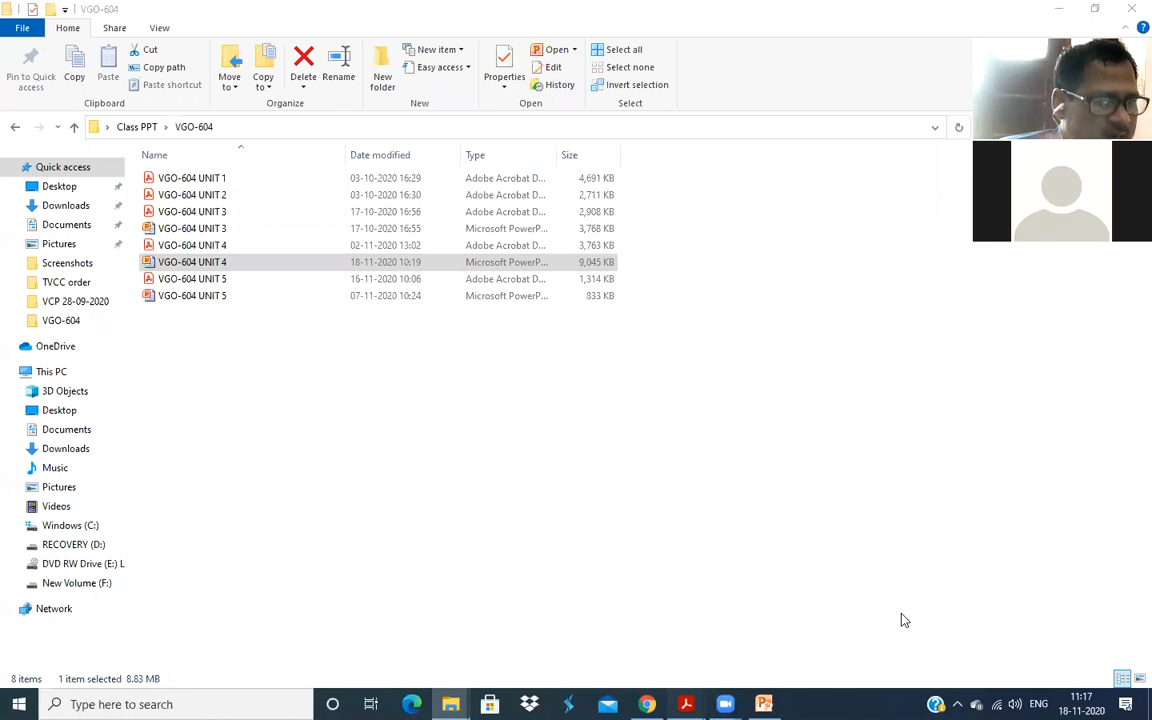 VGO-604
File Home Share View
Pin to Quick access
Copy
Paste
Cut
Copy path
Paste shortcut
Clipboard
Move to
Copy to
Delete
Rename
Organize
New folder
New item
Easy access
New
Properties
Open
Edit
History
Open
Select all
Select none
Invert selection
Select
Class PPT VGO-604
Name Date modified Type Size
VGO-604 UNIT 1 03-10-2020 16:29 Adobe Acrobat D... 4,691 KB
VGO-604 UNIT 2 03-10-2020 16:30 Adobe Acrobat D... 2,711 KB
VGO-604 UNIT 3 17-10-2020 16:56 Adobe Acrobat D... 2,908 KB
VGO-604 UNIT 3 17-10-2020 16:55 Microsoft PowerP... 3,768 KB
VGO-604 UNIT 4 02-11-2020 13:02 Adobe Acrobat D... 3,763 KB
VGO-604 UNIT 4 18-11-2020 10:19 Microsoft PowerP... 9,045 KB
VGO-604 UNIT 5 16-11-2020 10:06 Adobe Acrobat D... 1,314 KB
VGO-604 UNIT 5 07-11-2020 10:24 Microsoft PowerP... 833 KB
Quick access
Desktop
Downloads
Documents
Pictures
Screenshots
TVCC order
VCP 28-09-2020
VGO-604
OneDrive
This PC
3D Objects
Desktop
Documents
Downloads
Music
Pictures
Videos
Windows (C:)
RECOVERY (D:)
DVD RW Drive (E:) L
New Volume (F:)
Network
8 items 1 item selected 8.83 MB
Type here to search
ENG
11:17
18-11-2020